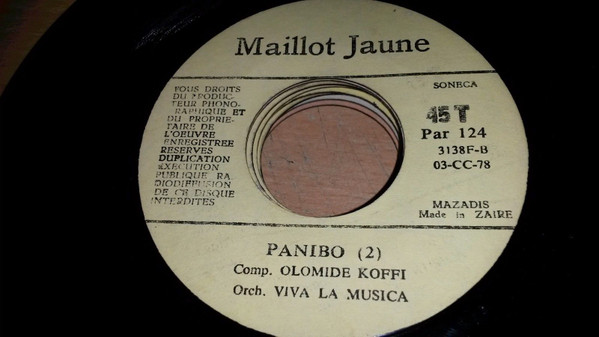 Maillot Jaune
TOUS DROITS
DU PRODUC-
TEUR PHONO-
GRAPHIQUE ET
DU PROPRIE-
TAIRE DE
L'OEUVRE
ENREGISTREE
RESERVES
DUPLICATION
EXECUTION
PUBLIQUE RA
DIODIFFUSION
DE CE DISQUE
INTERDITES
SONECA
45 T
Par 124
3138F-B
03-CC-78
MAZADIS
Made in ZAIRE
PANIBO (2)
Comp. OLOMIDE KOFFI
Orch. VIVA LA MUSICA